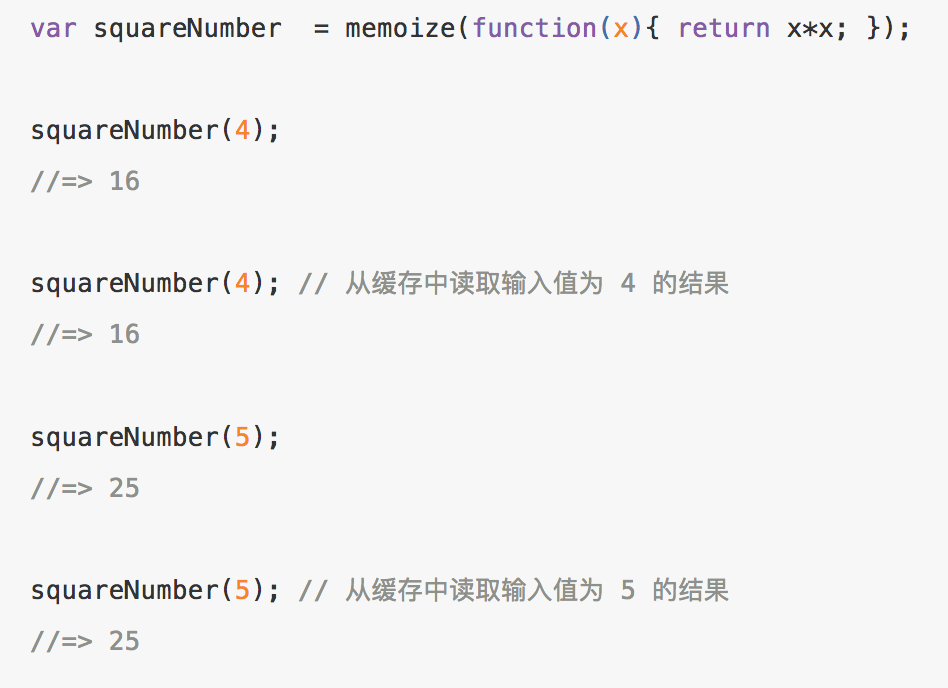 var squareNumber  = memoize(function(x){ return x*x; });
squareNumber(4);
//=> 16
squareNumber(4); // 从缓存中读取输入值为 4 的结果
//=> 16
squareNumber(5);
//=> 25
squareNumber(5); // 从缓存中读取输入值为 5 的结果
//=> 25